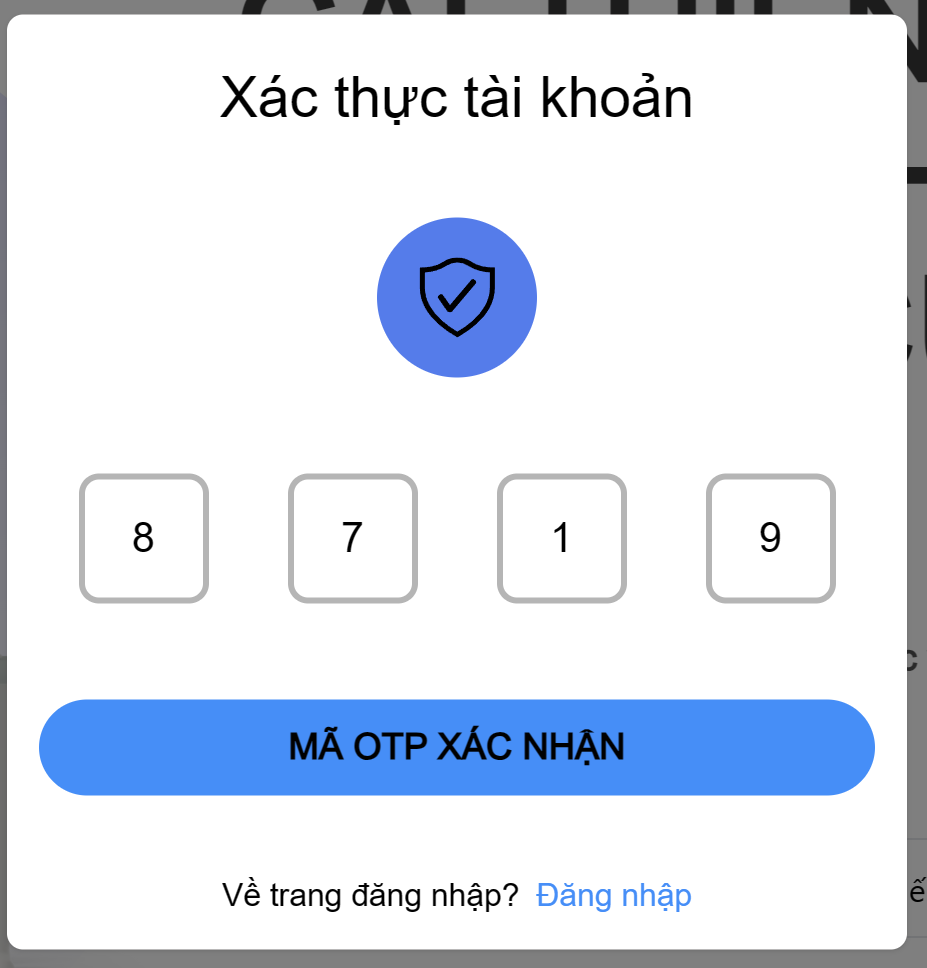 Xác thực tài khoản
8 7 1 9
MÃ OTP XÁC NHẬN
Về trang đăng nhập? Đăng nhập